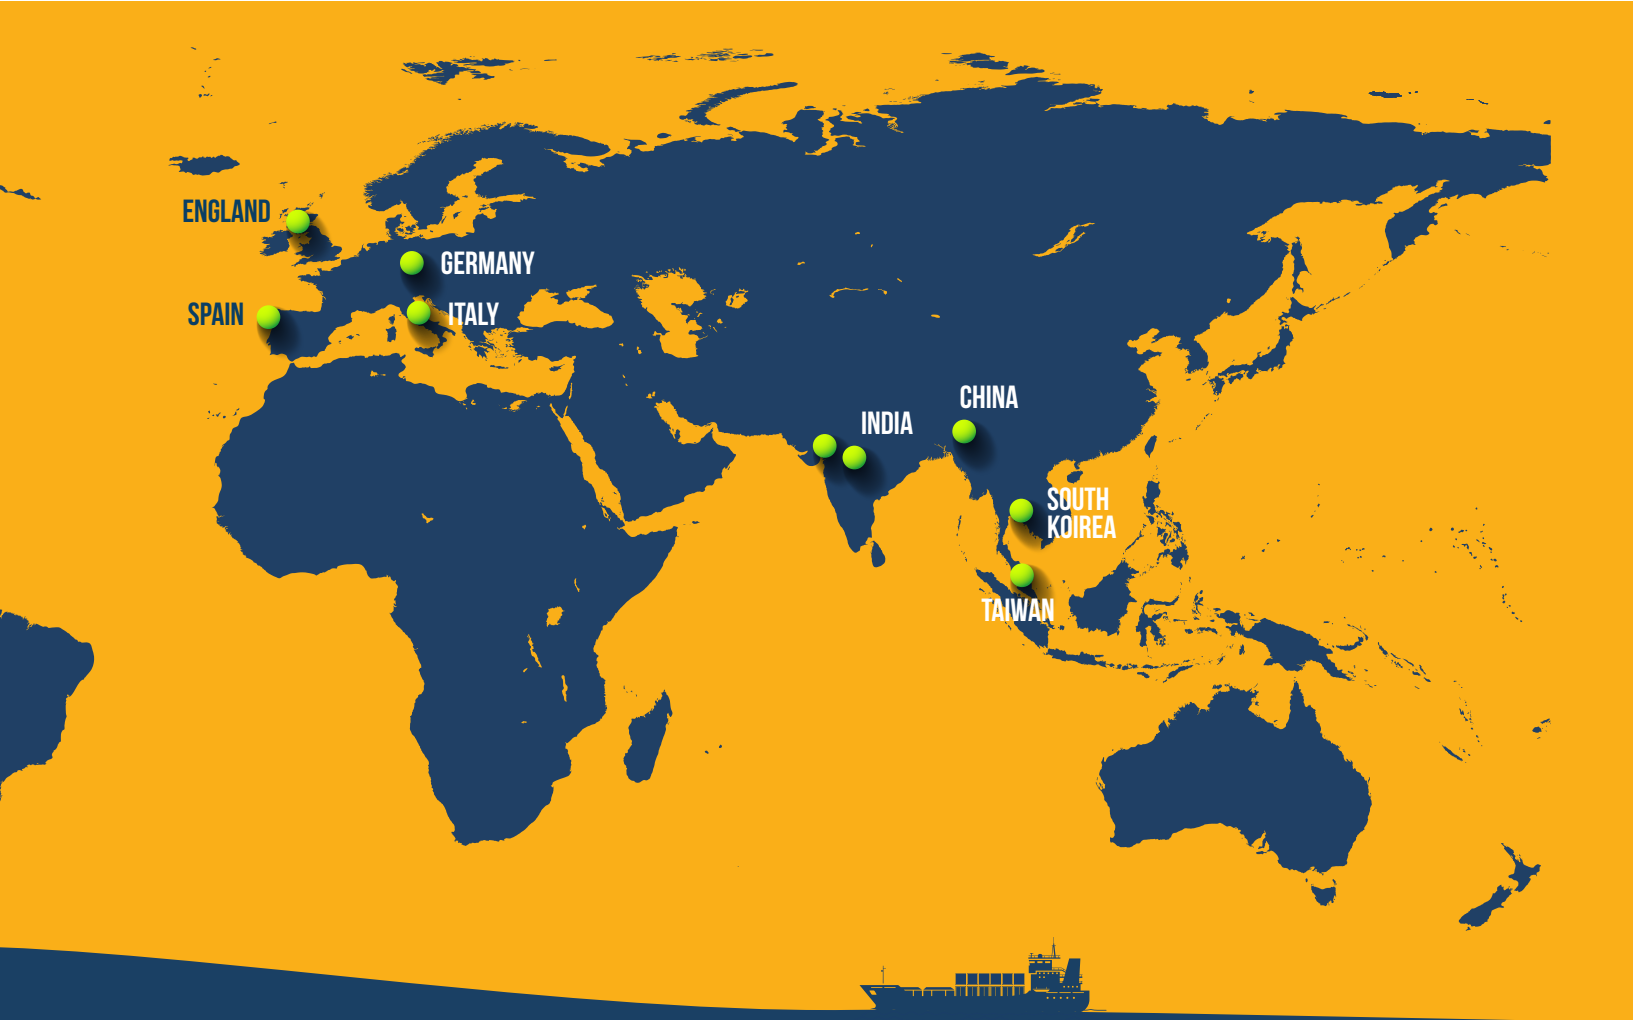 ENGLAND
GERMANY
SPAIN
ITALY
CHINA
INDIA
SOUTH
KOIREA
TAIWAN